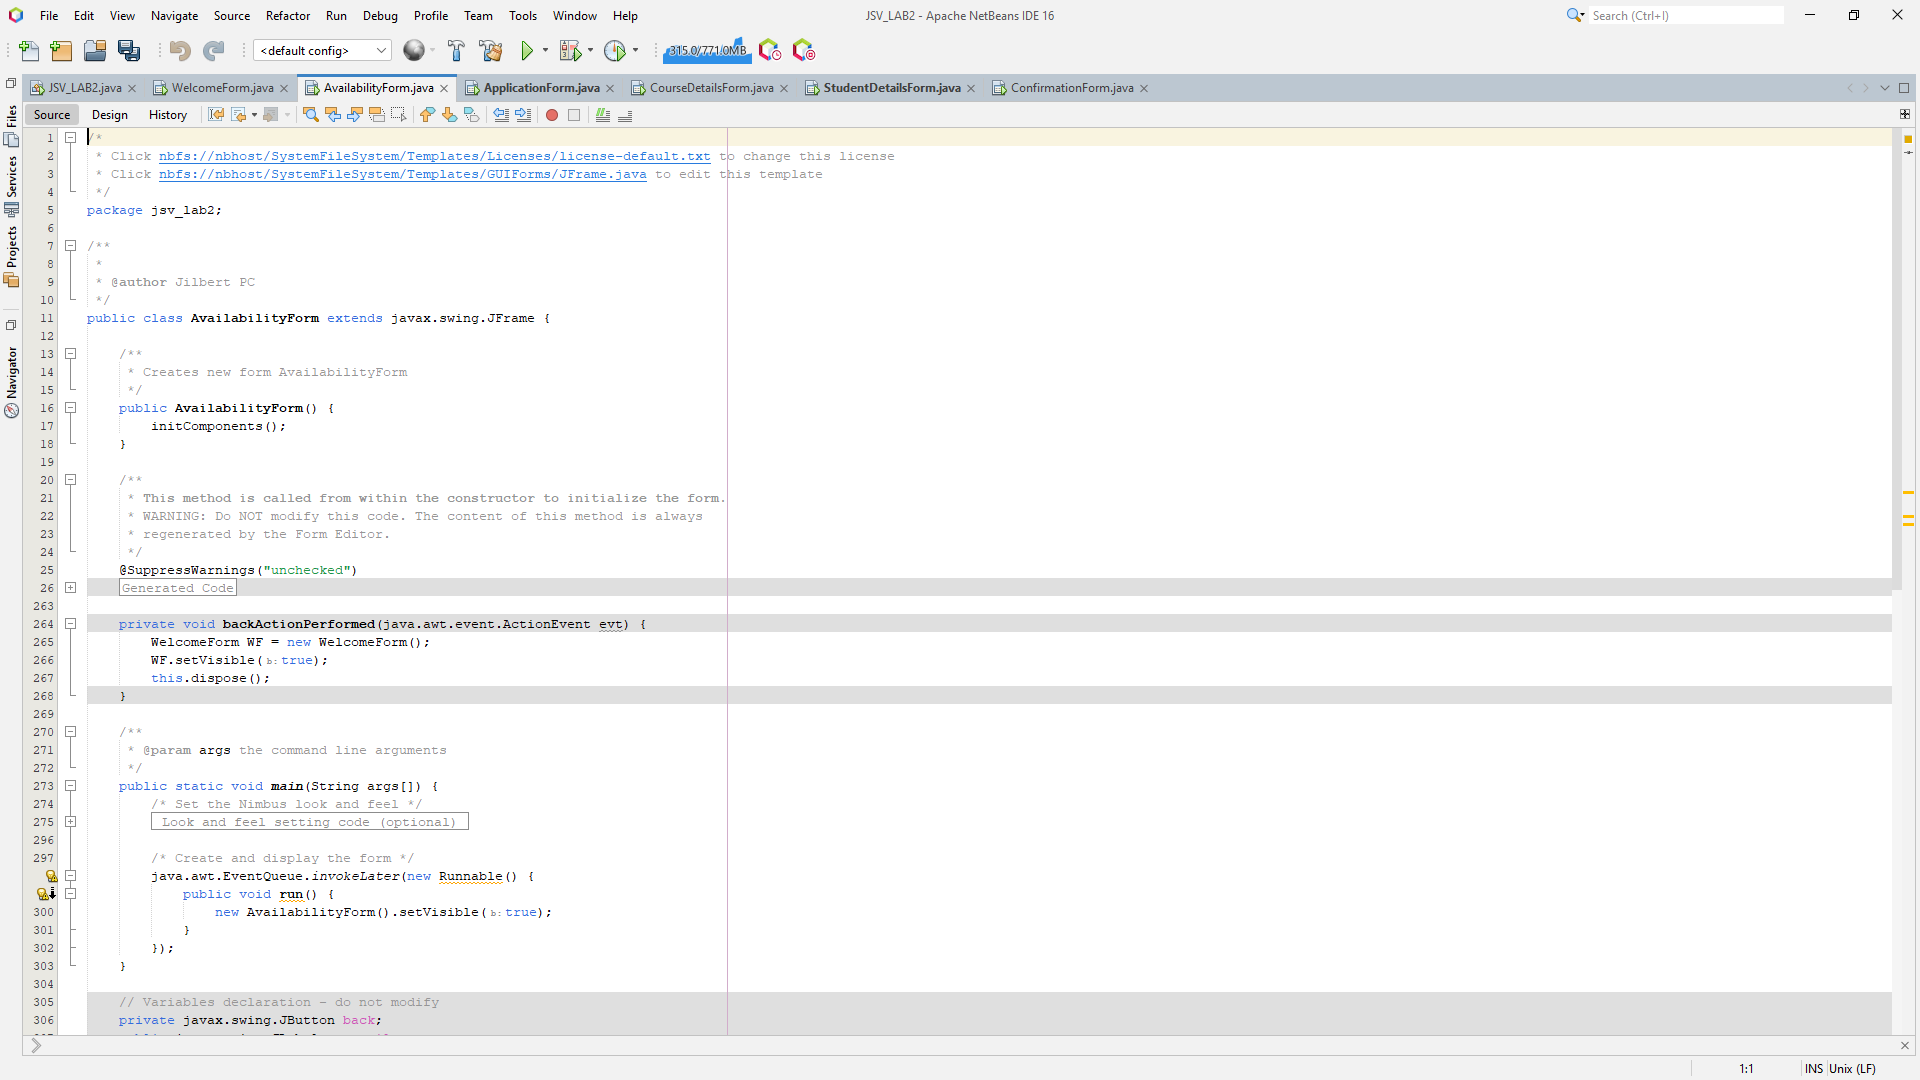 File Edit View Navigate Source Refactor Run Debug Profile Team Tools Window Help
JSV_LAB2 - Apache NetBeans IDE 16
Search (Ctrl+I)
<default config>
315.0/771.0MB
JSV_LAB2.java WelcomeForm.java AvailabilityForm.java ApplicationForm.java CourseDetailsForm.java StudentDetailsForm.java ConfirmationForm.java
Source Design History
Files
Services
Projects
Navigator
1 /*
2 * Click nbfs://nbhost/SystemFileSystem/Templates/Licenses/license-default.txt to change this license
3 * Click nbfs://nbhost/SystemFileSystem/Templates/GUIForms/JFrame.java to edit this template
4 */
5 package jsv_lab2;
6
7 /**
8 *
9 * @author Jilbert PC
10 */
11 public class AvailabilityForm extends javax.swing.JFrame {
12
13 /**
14 * Creates new form AvailabilityForm
15 */
16 public AvailabilityForm() {
17 initComponents();
18 }
19
20 /**
21 * This method is called from within the constructor to initialize the form.
22 * WARNING: Do NOT modify this code. The content of this method is always
23 * regenerated by the Form Editor.
24 */
25 @SuppressWarnings("unchecked")
26 Generated Code
263
264 private void backActionPerformed(java.awt.event.ActionEvent evt) {
265 WelcomeForm WF = new WelcomeForm();
266 WF.setVisible(b:true);
267 this.dispose();
268 }
269
270 /**
271 * @param args the command line arguments
272 */
273 public static void main(String args[]) {
274 /* Set the Nimbus look and feel */
275 Look and feel setting code (optional)
296
297 /* Create and display the form */
java.awt.EventQueue.invokeLater(new Runnable() {
public void run() {
300 new AvailabilityForm().setVisible(b:true);
301 }
302 });
303 }
304
305 // Variables declaration - do not modify
306 private javax.swing.JButton back;
1:1 INS Unix (LF)